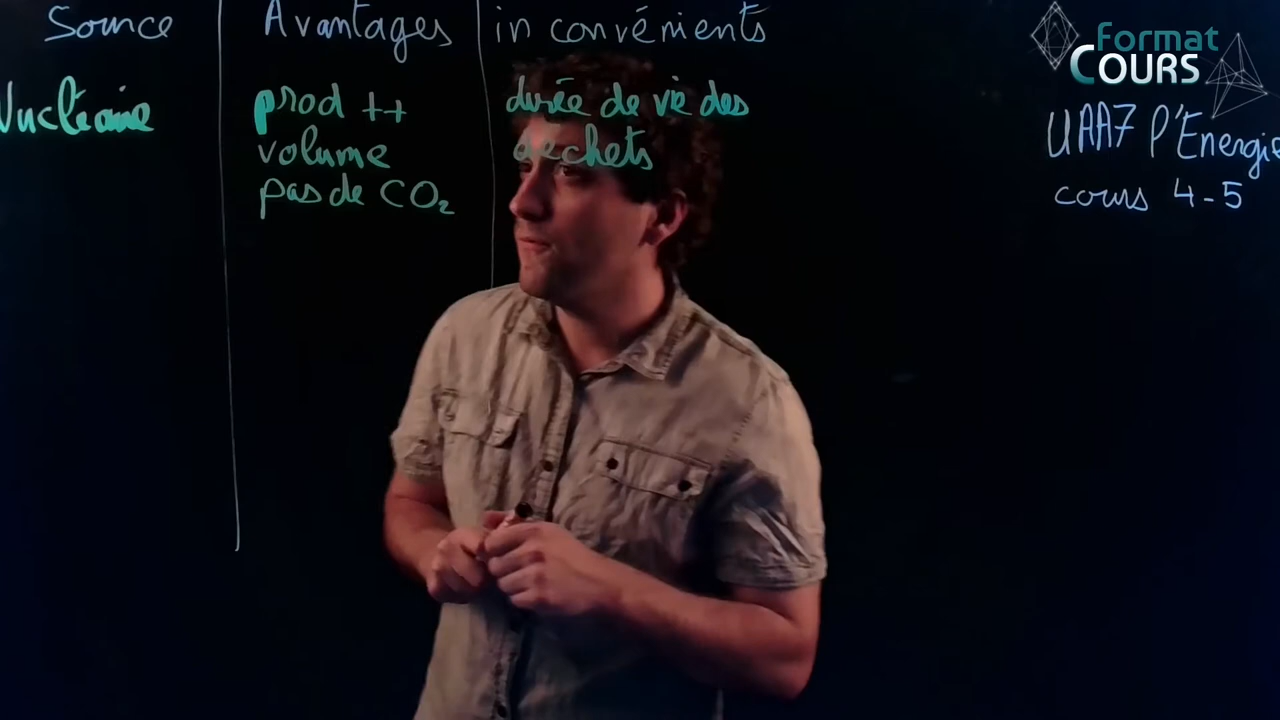 Source Avantages inconvénients
Nucléaire prod ++ durée de vie des
volume déchets
pas de CO₂
Format
COURS
UAA7 l'Energie
cours 4-5